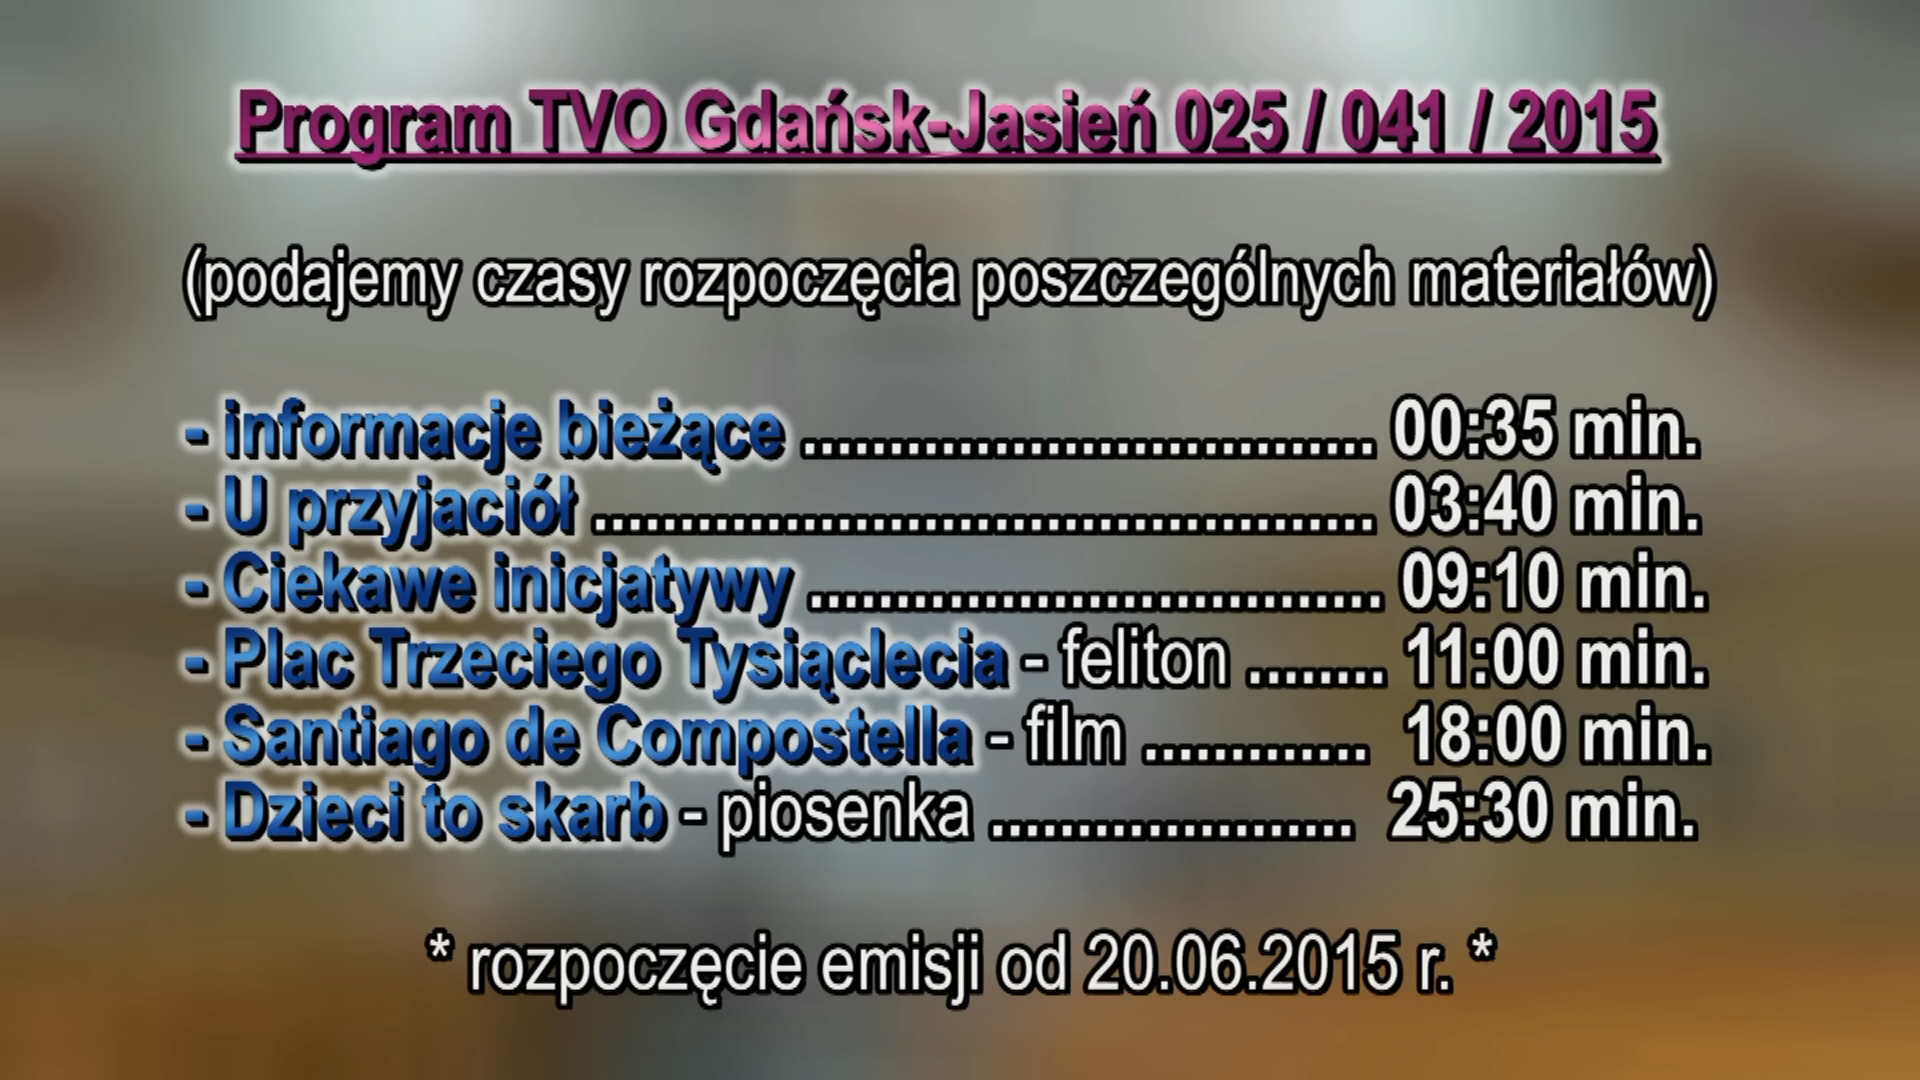 Program TVO Gdańsk-Jasień 025 / 041 / 2015
(podajemy czasy rozpoczęcia poszczególnych materiałów)
- informacje bieżące ................................. 00:35 min.
- U przyjaciół ............................................. 03:40 min.
- Ciekawe inicjatywy ................................. 09:10 min.
- Plac Trzeciego Tysiąclecia - feliton ........ 11:00 min.
- Santiago de Compostella - film ............. 18:00 min.
- Dzieci to skarb - piosenka ..................... 25:30 min.
* rozpoczęcie emisji od 20.06.2015 r. *